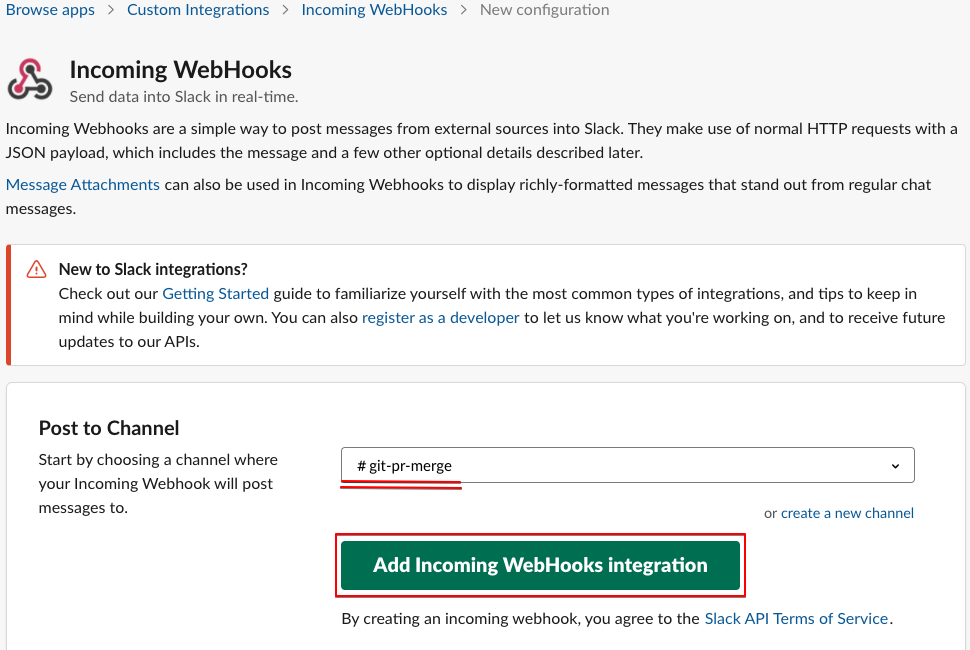 Browse apps > Custom Integrations > Incoming WebHooks > New configuration
Incoming WebHooks
Send data into Slack in real-time.
Incoming Webhooks are a simple way to post messages from external sources into Slack. They make use of normal HTTP requests with a
JSON payload, which includes the message and a few other optional details described later.
Message Attachments can also be used in Incoming Webhooks to display richly-formatted messages that stand out from regular chat
messages.
New to Slack integrations?
Check out our Getting Started guide to familiarize yourself with the most common types of integrations, and tips to keep in
mind while building your own. You can also register as a developer to let us know what you're working on, and to receive future
updates to our APIs.
Post to Channel
Start by choosing a channel where
your Incoming Webhook will post
messages to.
# git-pr-merge
or create a new channel
Add Incoming WebHooks integration
By creating an incoming webhook, you agree to the Slack API Terms of Service.